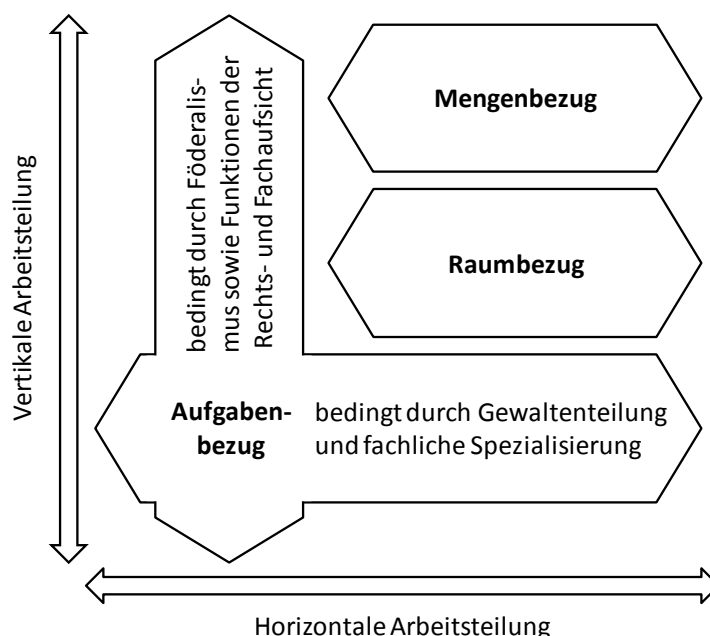 Vertikale Arbeitsteilung
bedingt durch Föderalis-
mus sowie Funktionen der
Rechts- und Fachaufsicht
Mengenbezug
Raumbezug
Aufgaben-
bezug
bedingt durch Gewaltenteilung
und fachliche Spezialisierung
Horizontale Arbeitsteilung